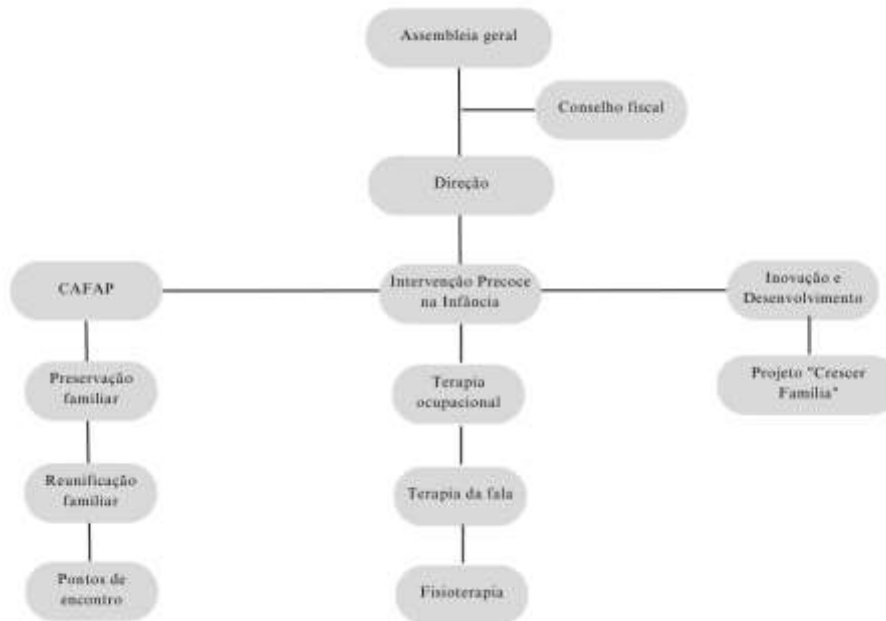 Assembleia geral
Conselho fiscal
Direção
CAFAP
Intervenção Precoce
na Infância
Inovação e
Desenvolvimento
Preservação
familiar
Terapia
ocupacional
Projeto "Crescer
Família"
Reunificação
familiar
Terapia da fala
Pontos de
encontro
Fisioterapia